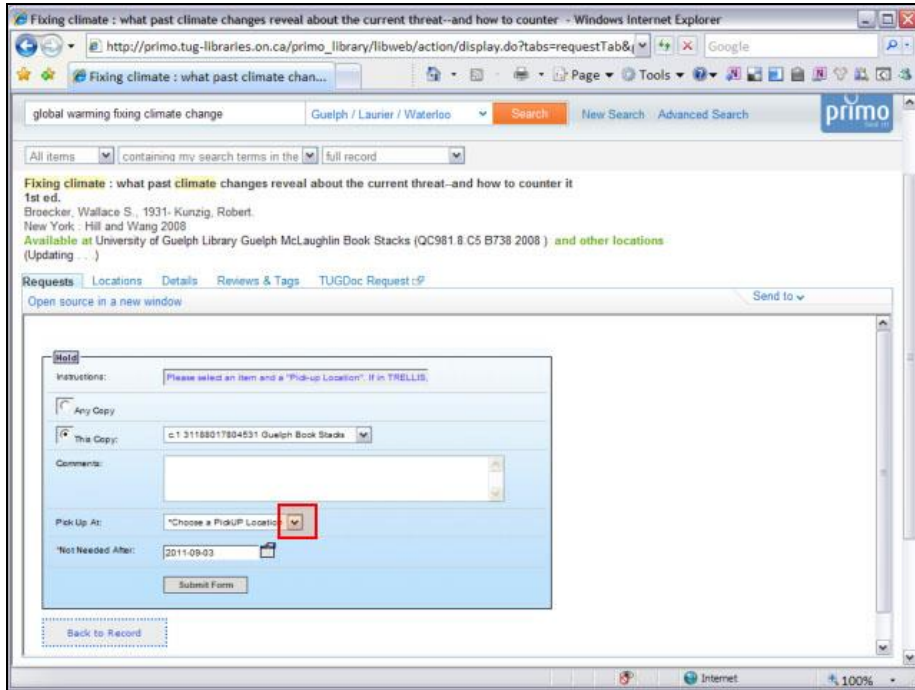 Fixing climate : what past climate changes reveal about the current threat--and how to counter - Windows Internet Explorer
http://primo.tug-libraries.on.ca/primo_library/libweb/action/display.do?tabs=requestTab&
Google
Fixing climate : what past climate chan...
Page
Tools
global warming fixing climate change
Guelph / Laurier / Waterloo
Search
New Search
Advanced Search
primo
All items
containing my search terms in the
full record
Fixing climate : what past climate changes reveal about the current threat--and how to counter it
1st ed.
Broecker, Wallace S., 1931- Kunzig, Robert.
New York : Hill and Wang 2008
Available at University of Guelph Library Guelph McLaughlin Book Stacks (QC981.8.C5 B738 2008 ) and other locations
(Updating . . .)
Requests
Locations
Details
Reviews & Tags
TUGDoc Request
Open source in a new window
Send to
Hold
Instructions:
Please select an item and a "Pick-up Location". If in TRELLIS,
Any Copy
This Copy:
c.1 31188017804531 Guelph Book Stacks
Comments:
Pick Up At:
*Choose a PickUP Location
*Not Needed After:
2011-09-03
Submit Form
Back to Record
Internet
100%